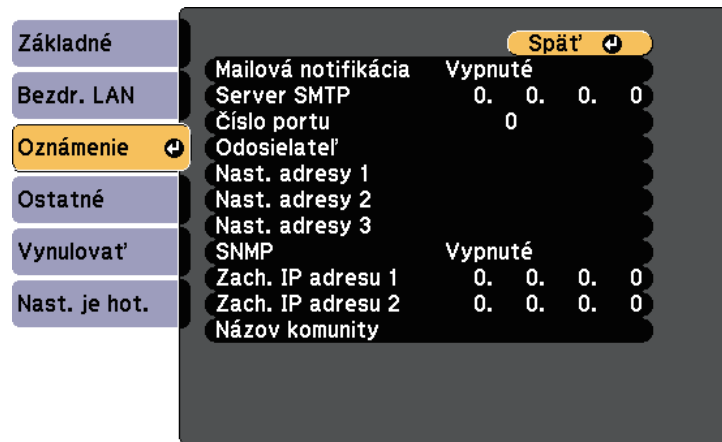 Základné
Bezdr. LAN
Oznámenie
Ostatné
Vynulovať
Nast. je hot.
Späť
Mailová notifikácia Vypnuté
Server SMTP 0. 0. 0. 0
Číslo portu 0
Odosielateľ
Nast. adresy 1
Nast. adresy 2
Nast. adresy 3
SNMP Vypnuté
Zach. IP adresu 1 0. 0. 0. 0
Zach. IP adresu 2 0. 0. 0. 0
Názov komunity